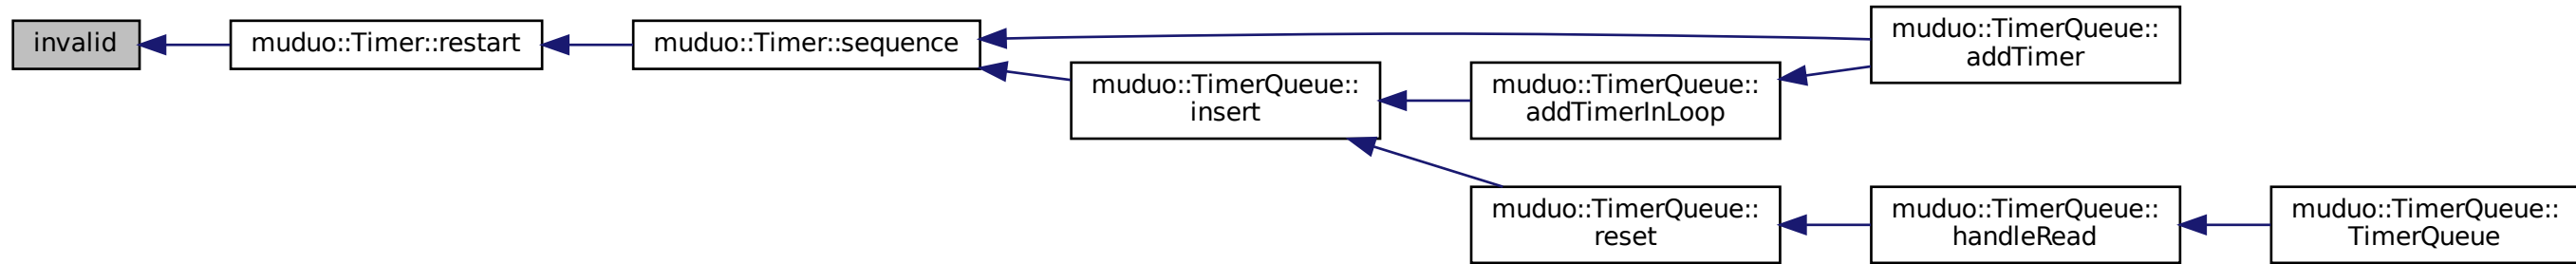 invalid
muduo::Timer::restart
muduo::Timer::sequence
muduo::TimerQueue::
insert
muduo::TimerQueue::
addTimerInLoop
muduo::TimerQueue::
addTimer
muduo::TimerQueue::
reset
muduo::TimerQueue::
handleRead
muduo::TimerQueue::
TimerQueue